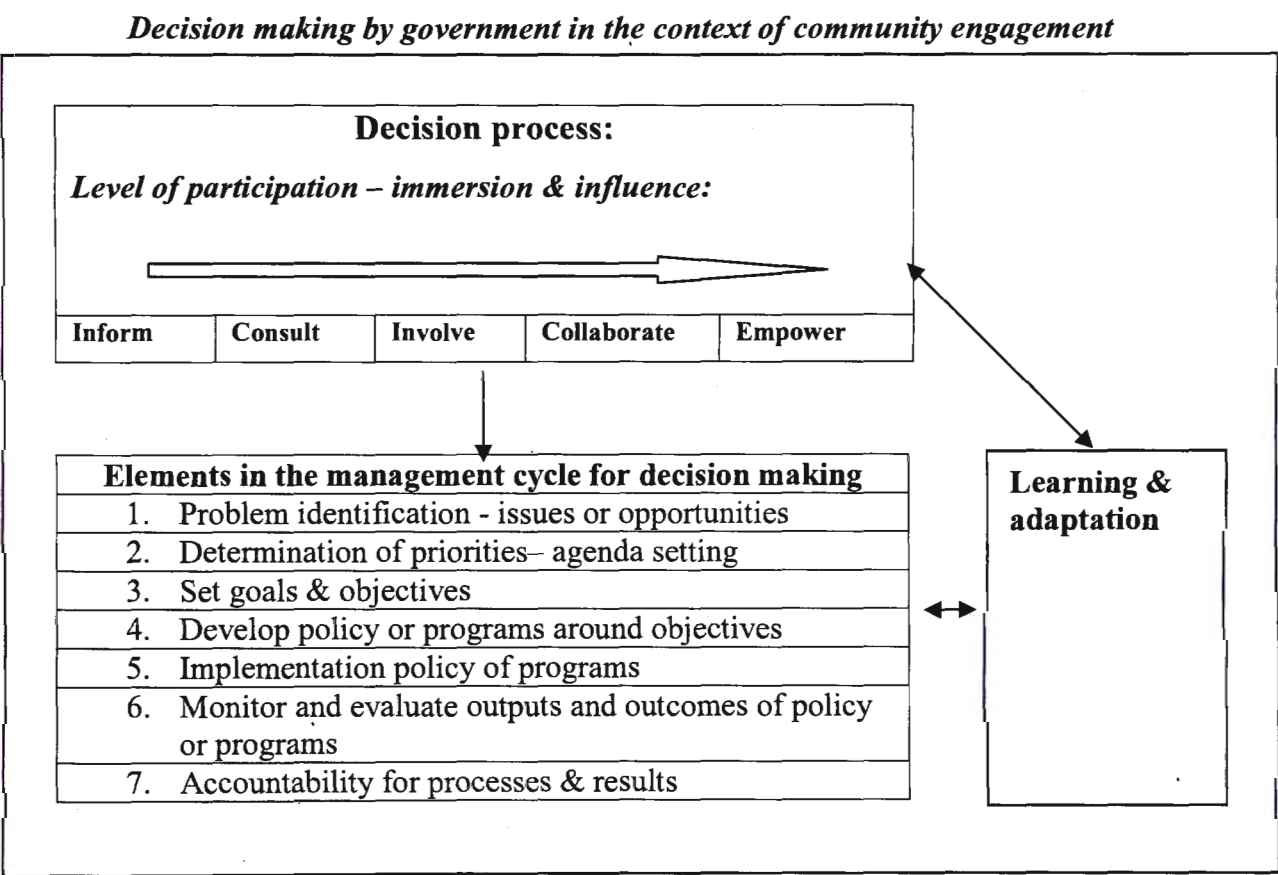 Decision making by government in the context of community engagement
Decision process:
Level of participation – immersion & influence:
Inform Consult Involve Collaborate Empower
Elements in the management cycle for decision making
1. Problem identification - issues or opportunities
2. Determination of priorities– agenda setting
3. Set goals & objectives
4. Develop policy or programs around objectives
5. Implementation policy of programs
6. Monitor and evaluate outputs and outcomes of policy
or programs
7. Accountability for processes & results
Learning &
adaptation